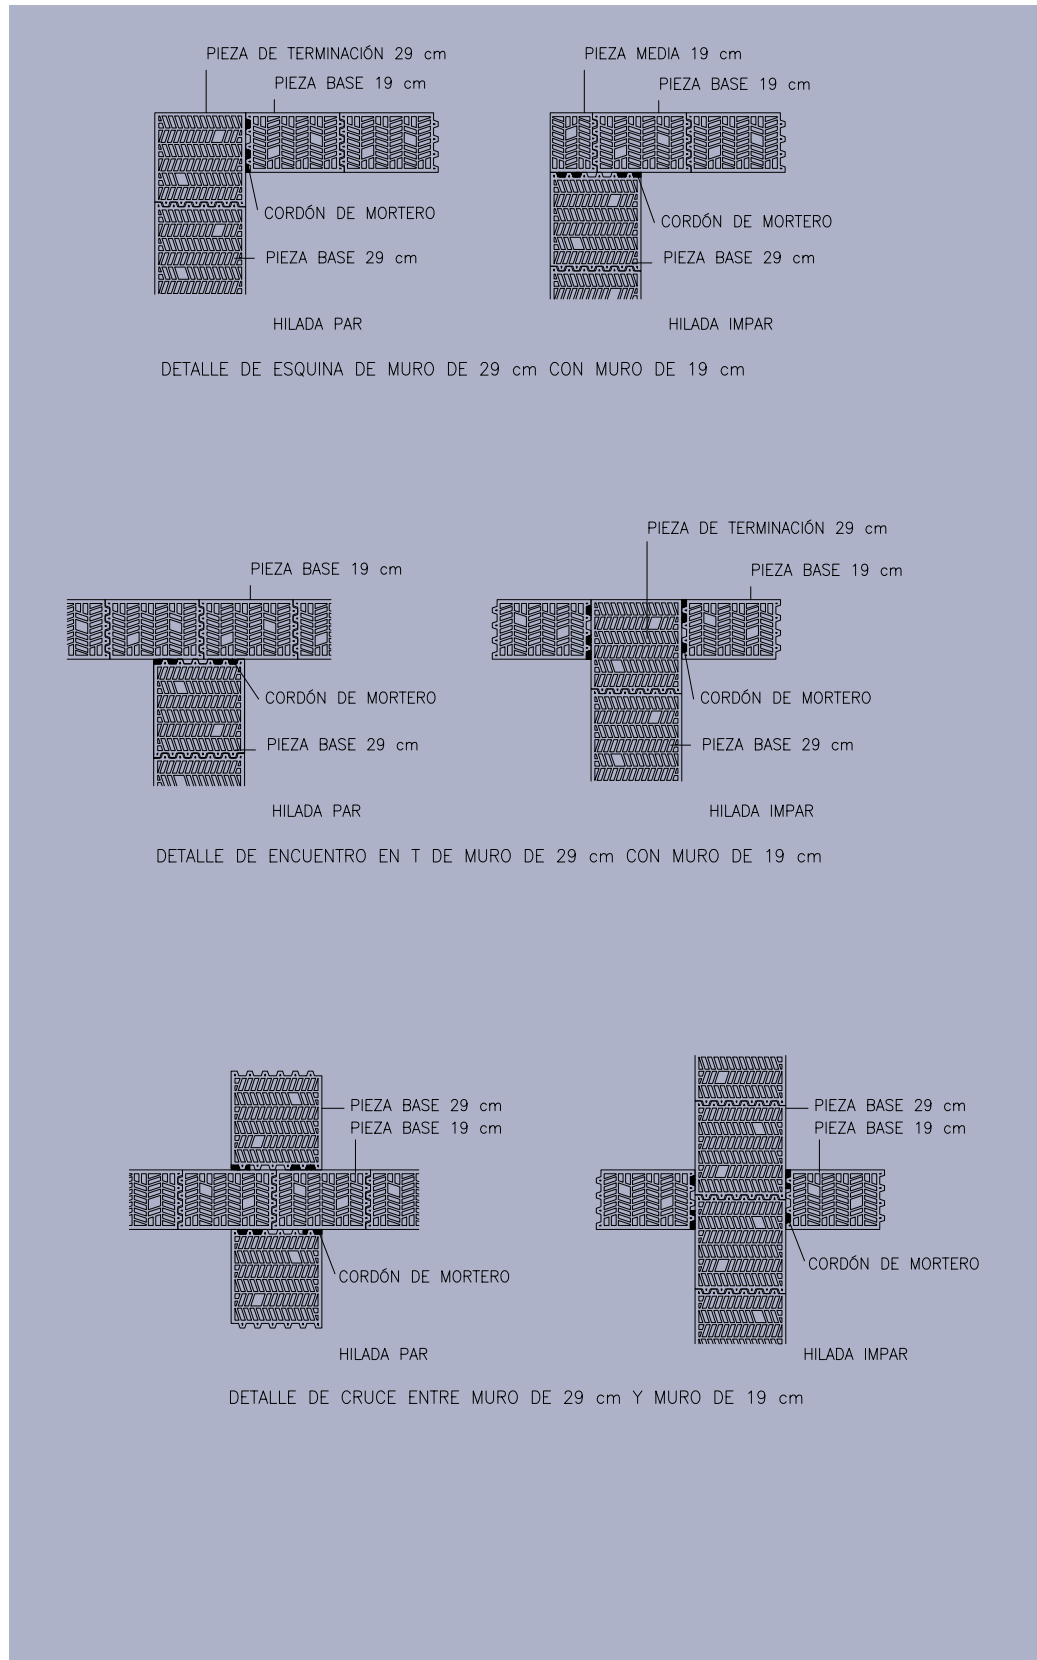 PIEZA DE TERMINACIÓN 29 cm
PIEZA BASE 19 cm
CORDÓN DE MORTERO
PIEZA BASE 29 cm
HILADA PAR
PIEZA MEDIA 19 cm
PIEZA BASE 19 cm
CORDÓN DE MORTERO
PIEZA BASE 29 cm
HILADA IMPAR
DETALLE DE ESQUINA DE MURO DE 29 cm CON MURO DE 19 cm
PIEZA BASE 19 cm
CORDÓN DE MORTERO
PIEZA BASE 29 cm
HILADA PAR
PIEZA DE TERMINACIÓN 29 cm
PIEZA BASE 19 cm
CORDÓN DE MORTERO
PIEZA BASE 29 cm
HILADA IMPAR
DETALLE DE ENCUENTRO EN T DE MURO DE 29 cm CON MURO DE 19 cm
PIEZA BASE 29 cm
PIEZA BASE 19 cm
CORDÓN DE MORTERO
HILADA PAR
PIEZA BASE 29 cm
PIEZA BASE 19 cm
CORDÓN DE MORTERO
HILADA IMPAR
DETALLE DE CRUCE ENTRE MURO DE 29 cm Y MURO DE 19 cm